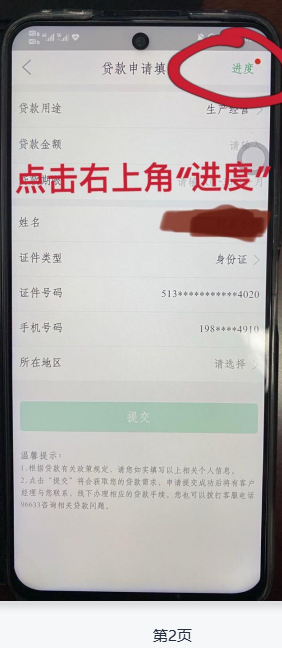 贷款申请填
进度
贷款用途
生产经营
贷款金额
点击右上角“进度”
姓名
证件类型
身份证
证件号码
513***********4020
手机号码
198****4910
所在地区
请选择
提交
温馨提示:
1.根据贷款有关政策规定，请您如实填写以上相关个人信息。
2.点击“提交”将会获取您的贷款需求，申请提交成功后将有客户
经理与您联系，线下办理相应的贷款手续。您也可以拨打客服电话
96633咨询相关贷款问题。
第2页